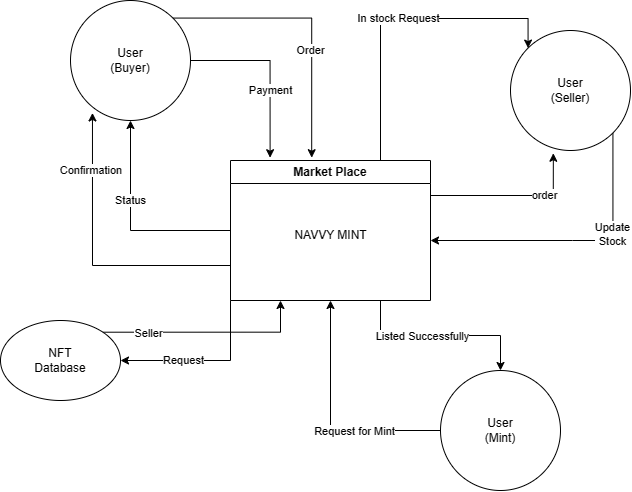 In stock Request
User
(Buyer)
Order
Payment
User
(Seller)
Confirmation
Status
Market Place
NAVVY MINT
order
Update
Stock
Seller
Listed Successfully
NFT
Database
Request
User
(Mint)
Request for Mint